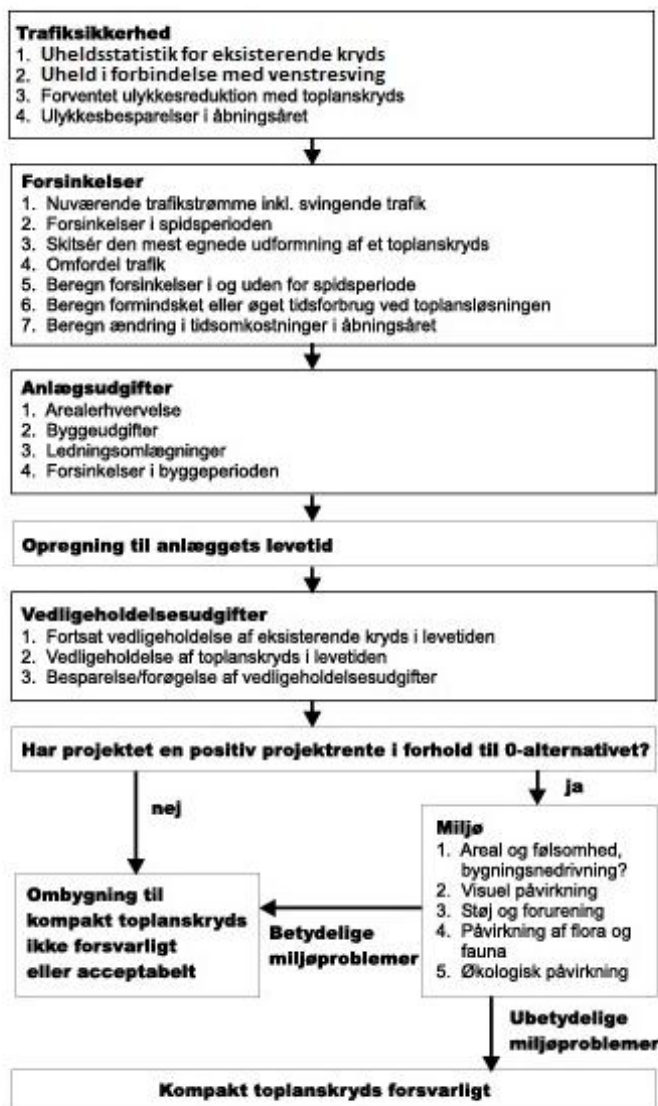 Trafiksikkerhed
1. Uheldsstatistik for eksisterende kryds
2. Uheld i forbindelse med venstresving
3. Forventet ulykkesreduktion med toplanskryds
4. Ulykkesbesparelser i åbningsåret
Forsinkelser
1. Nuværende trafikstrømme inkl. svingende trafik
2. Forsinkelser i spidsperioden
3. Skitsér den mest egnede udformning af et toplanskryds
4. Omfordel trafik
5. Beregn forsinkelser i og uden for spidsperiode
6. Beregn formindsket eller øget tidsforbrug ved toplansløsningen
7. Beregn ændring i tidsomkostninger i åbningsåret
Anlægsudgifter
1. Arealerhvervelse
2. Byggeudgifter
3. Ledningsomlægninger
4. Forsinkelser i byggeperioden
Opregning til anlæggets levetid
Vedligeholdelsesudgifter
1. Fortsat vedligeholdelse af eksisterende kryds i levetiden
2. Vedligeholdelse af toplanskryds i levetiden
3. Besparelse/forøgelse af vedligeholdelsesudgifter
Har projektet en positiv projektrente i forhold til 0-alternativet?
nej
ja
Miljø
1. Areal og følsomhed,
bygningsnedrivning?
2. Visuel påvirkning
3. Støj og forurening
4. Påvirkning af flora og
fauna
5. Økologisk påvirkning
Ombygning til
kompakt toplanskryds
ikke forsvarligt
eller acceptabelt
Betydelige
miljøproblemer
Ubetydelige
miljøproblemer
Kompakt toplanskryds forsvarligt